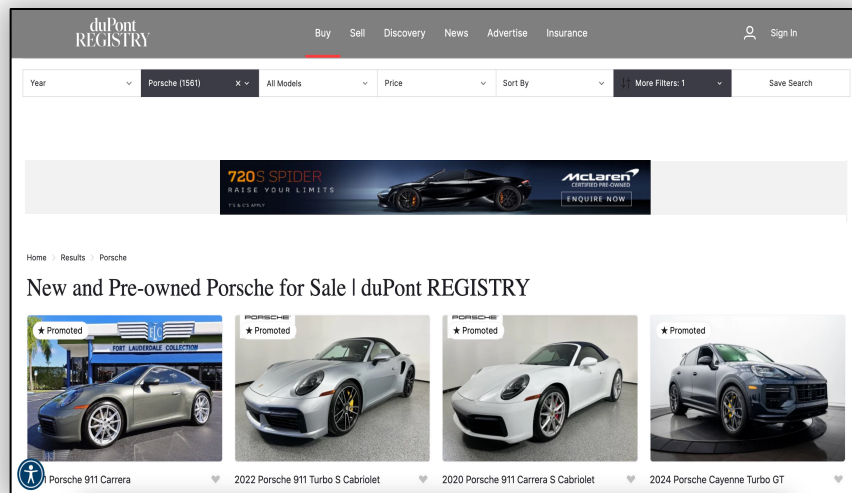 duPont
REGISTRY
Buy Sell Discovery News Advertise Insurance Sign In
Year Porsche (1561) All Models Price Sort By More Filters: 1 Save Search
720S SPIDER
RAISE YOUR LIMITS
T'S & C'S APPLY
McLaren
CERTIFIED PRE-OWNED
ENQUIRE NOW
Home Results Porsche
New and Pre-owned Porsche for Sale | duPont REGISTRY
PORSCHE PORSCHE
★ Promoted ★ Promoted ★ Promoted ★ Promoted
FORT LAUDERDALE COLLECTION
1 Porsche 911 Carrera 2022 Porsche 911 Turbo S Cabriolet 2020 Porsche 911 Carrera S Cabriolet 2024 Porsche Cayenne Turbo GT